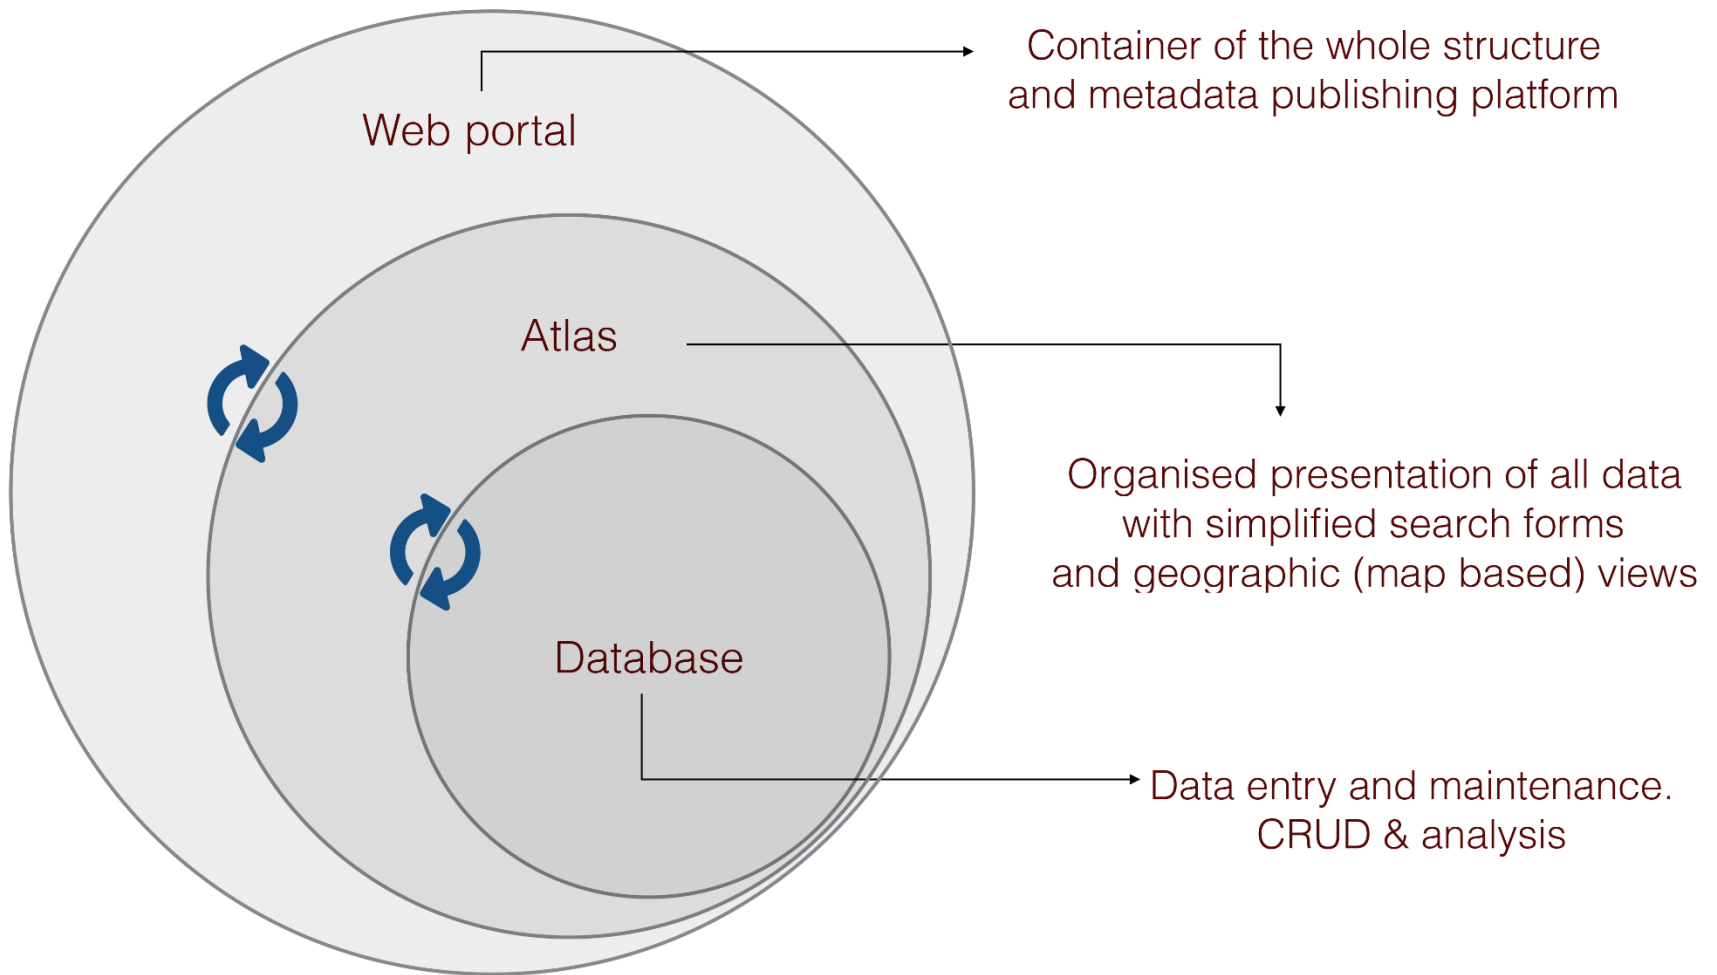 Container of the whole structure
and metadata publishing platform
Web portal
Atlas
Organised presentation of all data
with simplified search forms
and geographic (map based) views
Database
Data entry and maintenance.
CRUD & analysis